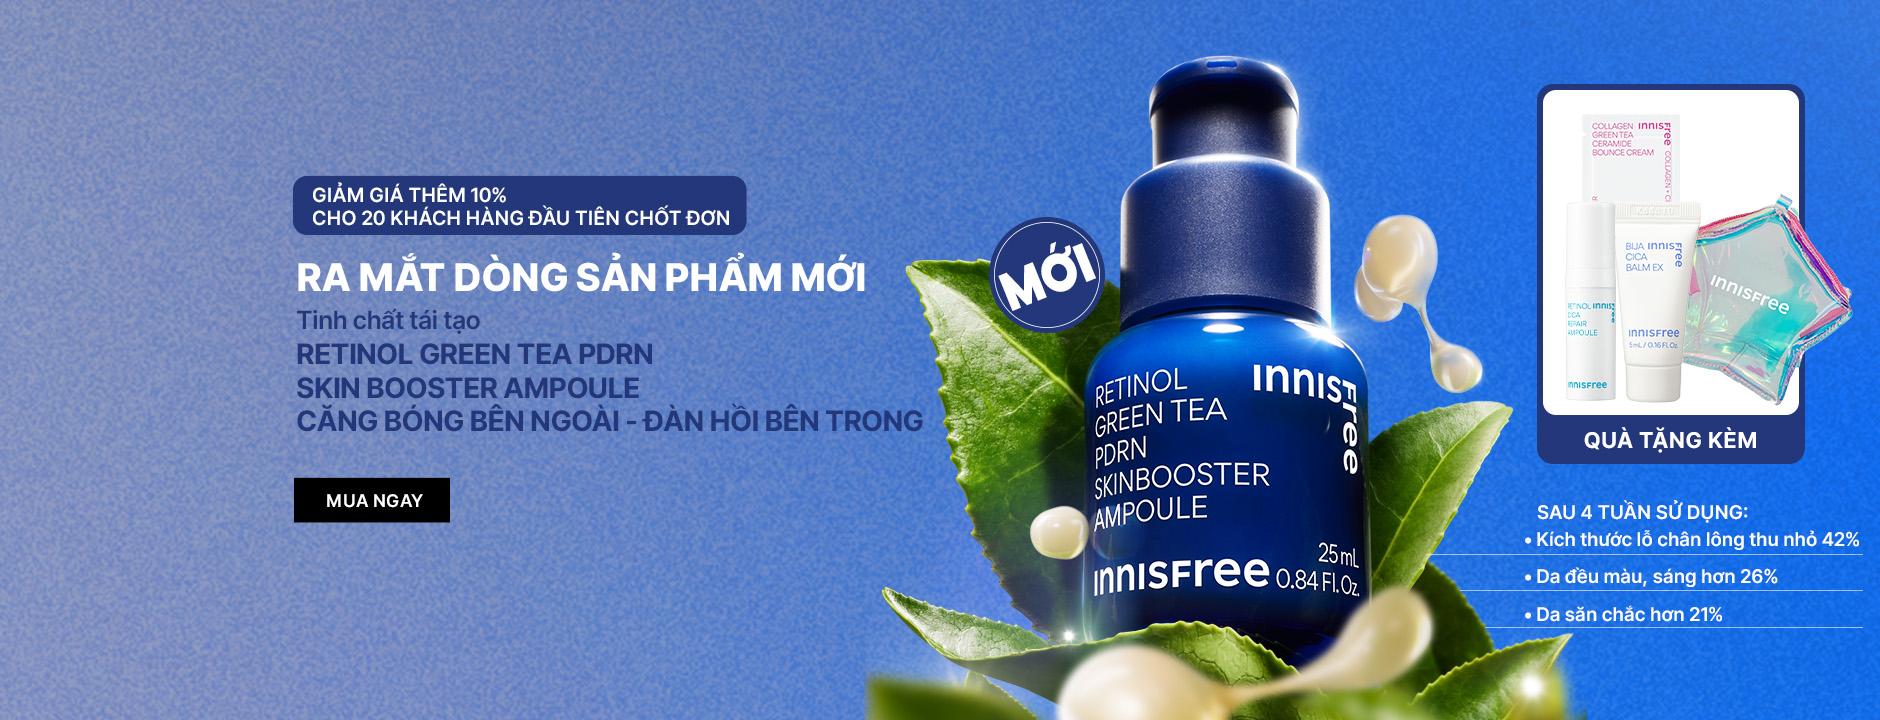 GIẢM GIÁ THÊM 10%
CHO 20 KHÁCH HÀNG ĐẦU TIÊN CHỐT ĐƠN
RA MẮT DÒNG SẢN PHẨM MỚI
Tinh chất tái tạo
RETINOL GREEN TEA PDRN
SKIN BOOSTER AMPOULE
CĂNG BÓNG BÊN NGOÀI - ĐÀN HỒI BÊN TRONG
MUA NGAY
MỚI
RETINOL
GREEN TEA
PDRN
SKINBOOSTER
AMPOULE
innisfree
innisfree
25 mL
0.84 Fl. Oz.
COLLAGEN
GREEN TEA
CERAMIDE
BOUNCE CREAM
innisfree
RETINOL
CICA
REPAIR
AMPOULE
innisfree
innisfree
BIJA
CICA
BALM EX
innisfree
innisfree
5 mL / 0.16 Fl. Oz.
innisfree
QUÀ TẶNG KÈM
SAU 4 TUẦN SỬ DỤNG:
• Kích thước lỗ chân lông thu nhỏ 42%
• Da đều màu, sáng hơn 26%
• Da săn chắc hơn 21%